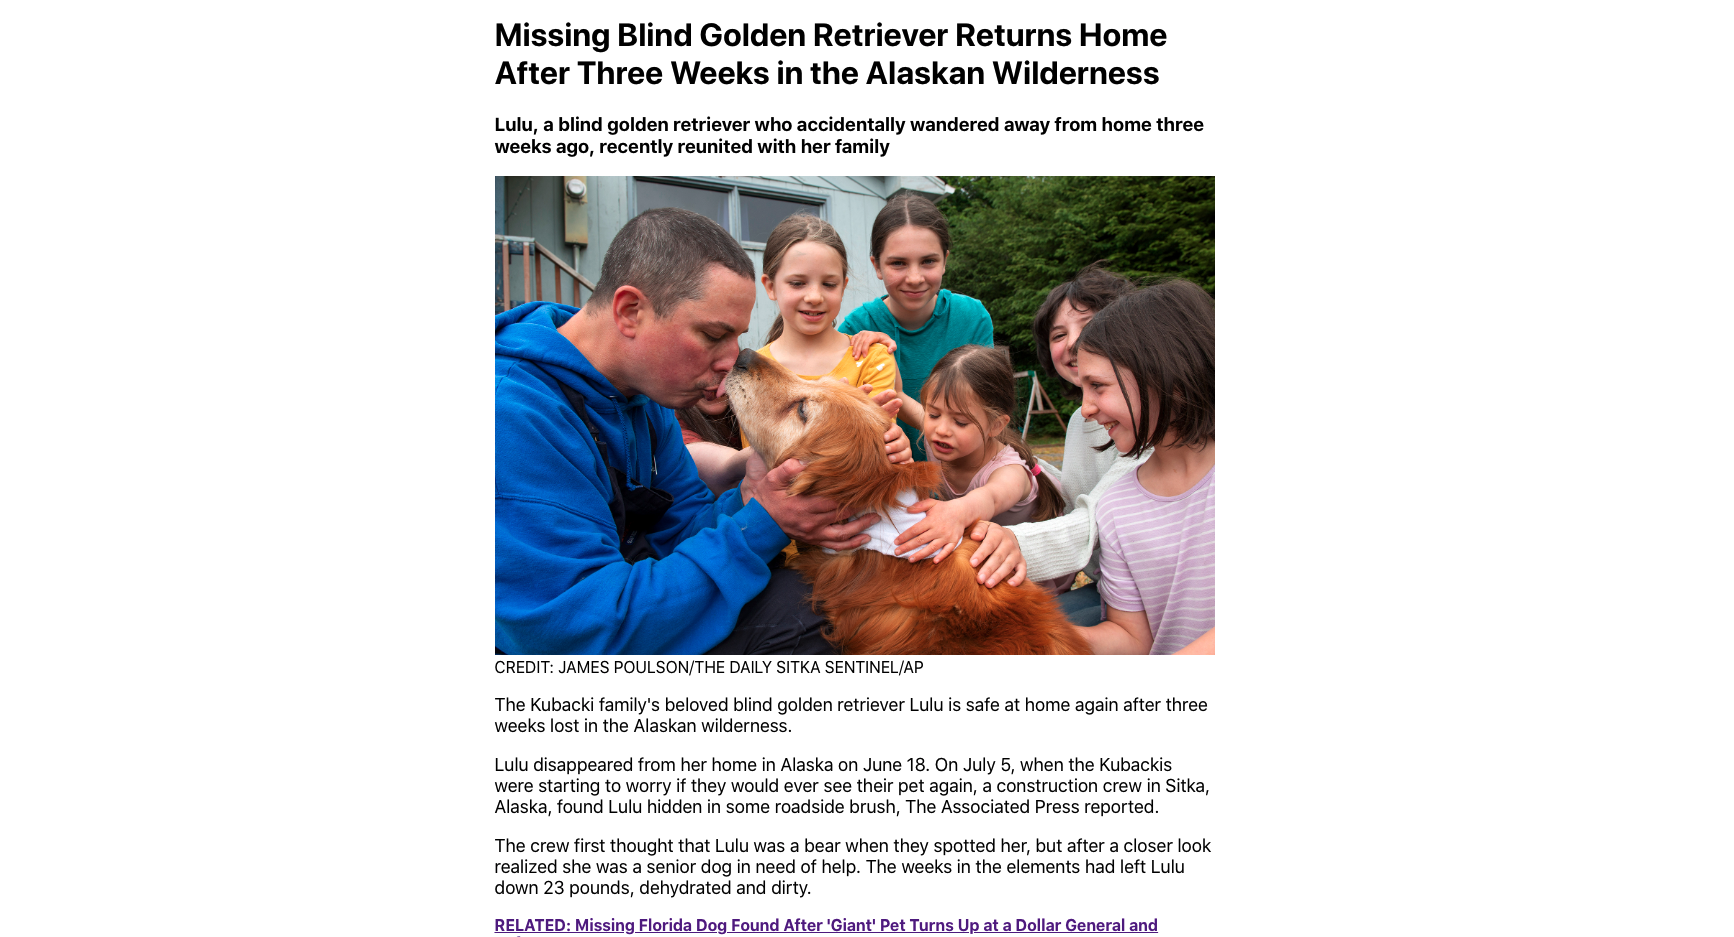 Missing Blind Golden Retriever Returns Home
After Three Weeks in the Alaskan Wilderness
Lulu, a blind golden retriever who accidentally wandered away from home three
weeks ago, recently reunited with her family
CREDIT: JAMES POULSON/THE DAILY SITKA SENTINEL/AP
The Kubacki family's beloved blind golden retriever Lulu is safe at home again after three
weeks lost in the Alaskan wilderness.
Lulu disappeared from her home in Alaska on June 18. On July 5, when the Kubackis
were starting to worry if they would ever see their pet again, a construction crew in Sitka,
Alaska, found Lulu hidden in some roadside brush, The Associated Press reported.
The crew first thought that Lulu was a bear when they spotted her, but after a closer look
realized she was a senior dog in need of help. The weeks in the elements had left Lulu
down 23 pounds, dehydrated and dirty.
RELATED: Missing Florida Dog Found After 'Giant' Pet Turns Up at a Dollar General and